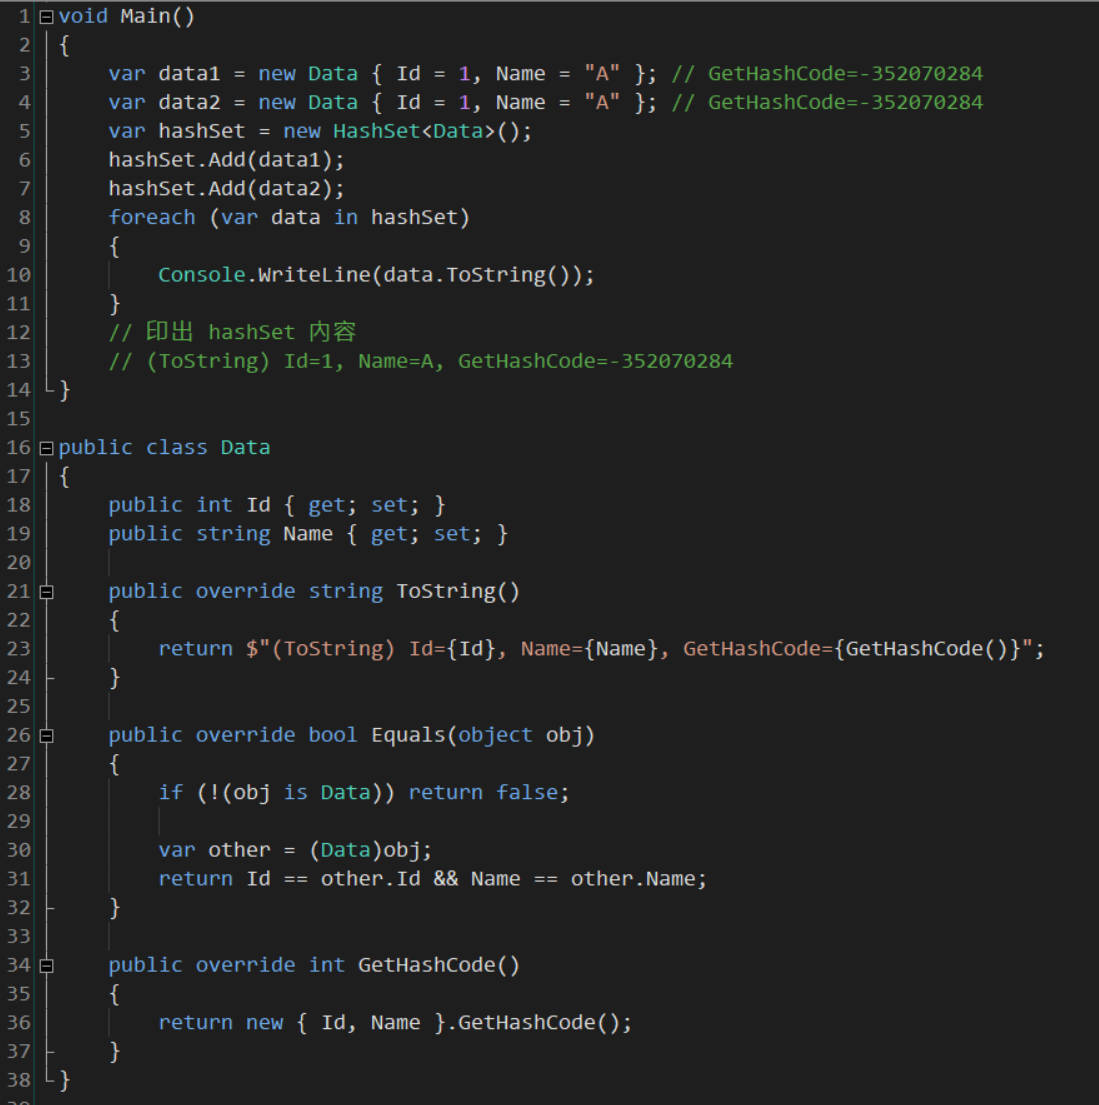 1 void Main()
2 {
3 var data1 = new Data { Id = 1, Name = "A" }; // GetHashCode=-352070284
4 var data2 = new Data { Id = 1, Name = "A" }; // GetHashCode=-352070284
5 var hashSet = new HashSet<Data>();
6 hashSet.Add(data1);
7 hashSet.Add(data2);
8 foreach (var data in hashSet)
9 {
10 Console.WriteLine(data.ToString());
11 }
12 // 印出 hashSet 內容
13 // (ToString) Id=1, Name=A, GetHashCode=-352070284
14 }
15
16 public class Data
17 {
18 public int Id { get; set; }
19 public string Name { get; set; }
20
21 public override string ToString()
22 {
23 return $"(ToString) Id={Id}, Name={Name}, GetHashCode={GetHashCode()}";
24 }
25
26 public override bool Equals(object obj)
27 {
28 if (!(obj is Data)) return false;
29
30 var other = (Data)obj;
31 return Id == other.Id && Name == other.Name;
32 }
33
34 public override int GetHashCode()
35 {
36 return new { Id, Name }.GetHashCode();
37 }
38 }